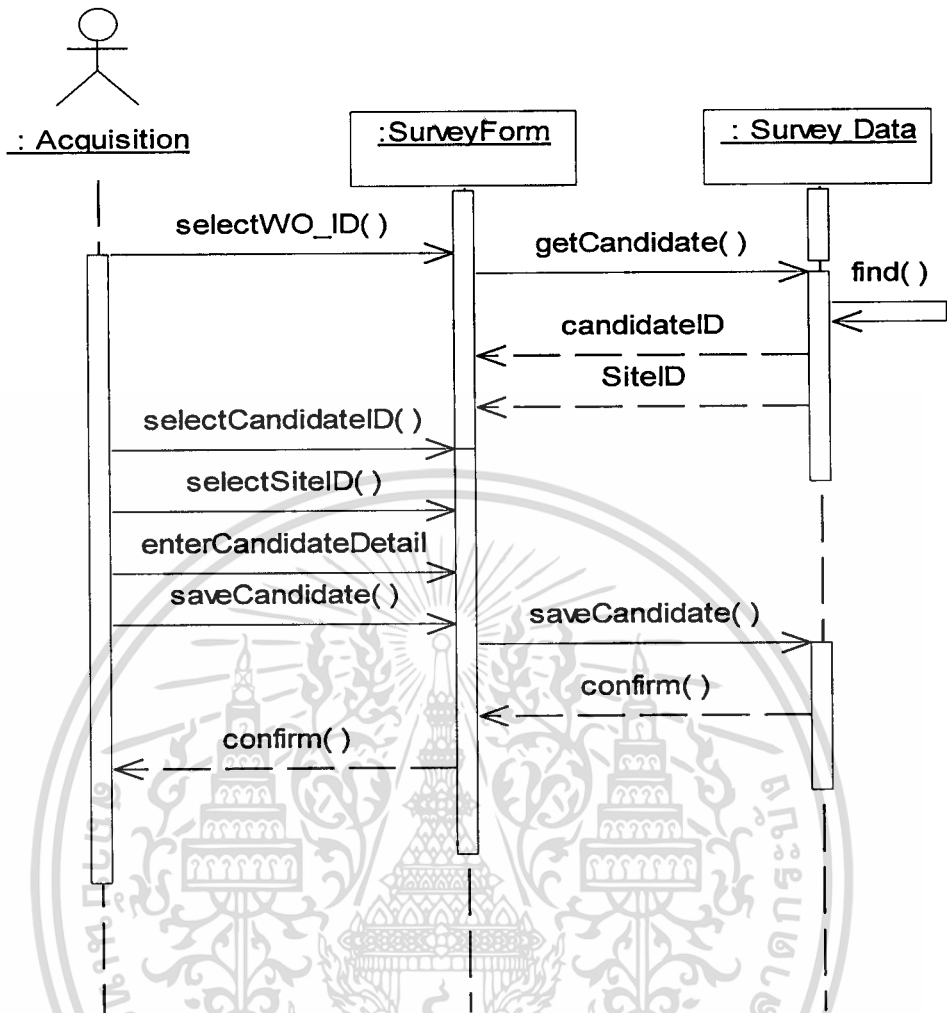 : Acquisition
:SurveyForm
: Survey_Data
selectWO_ID( )
getCandidate( )
find( )
candidateID
SiteID
selectCandidateID( )
selectSiteID( )
enterCandidateDetail
saveCandidate( )
saveCandidate( )
confirm( )
confirm( )